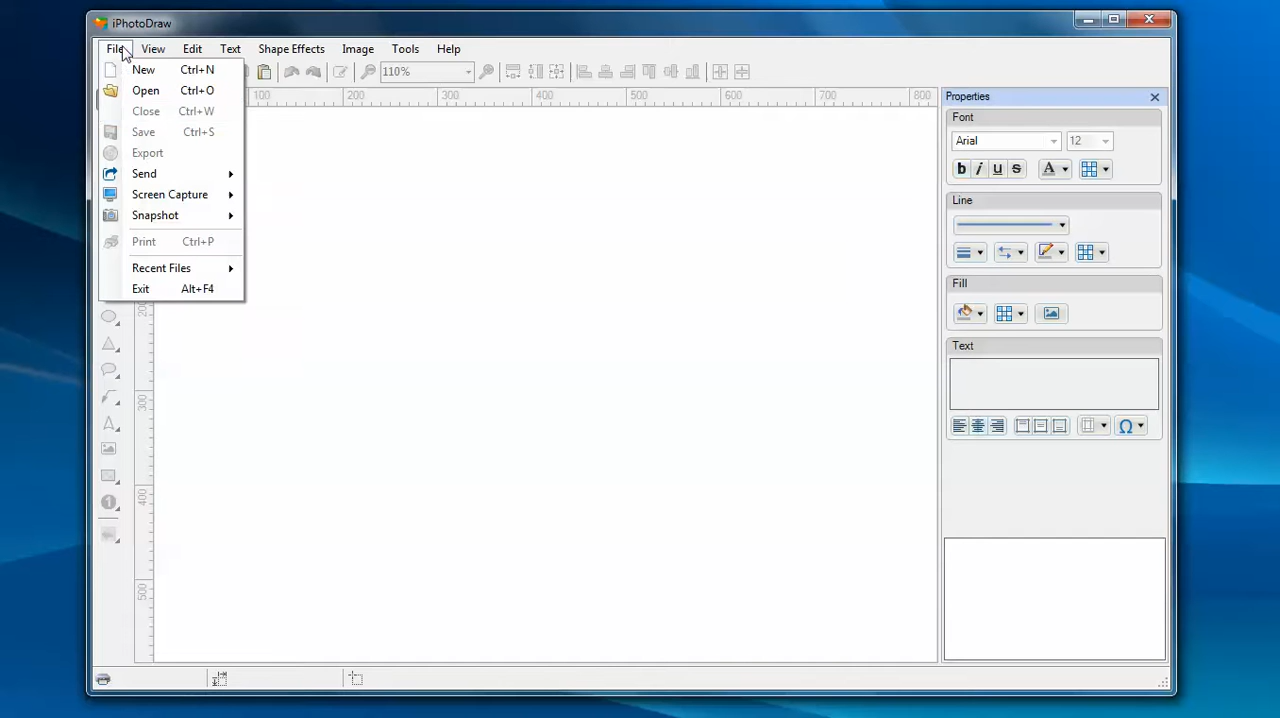 iPhotoDraw
File View Edit Text Shape Effects Image Tools Help
New Ctrl+N
Open Ctrl+O
Close Ctrl+W
Save Ctrl+S
Export
Send
Screen Capture
Snapshot
Print Ctrl+P
Recent Files
Exit Alt+F4
110%
100 200 300 400 500 600 700 800
200
300
400
500
Properties
Font
Arial 12
b i u s A
Line
Fill
Text
Ω
1
A